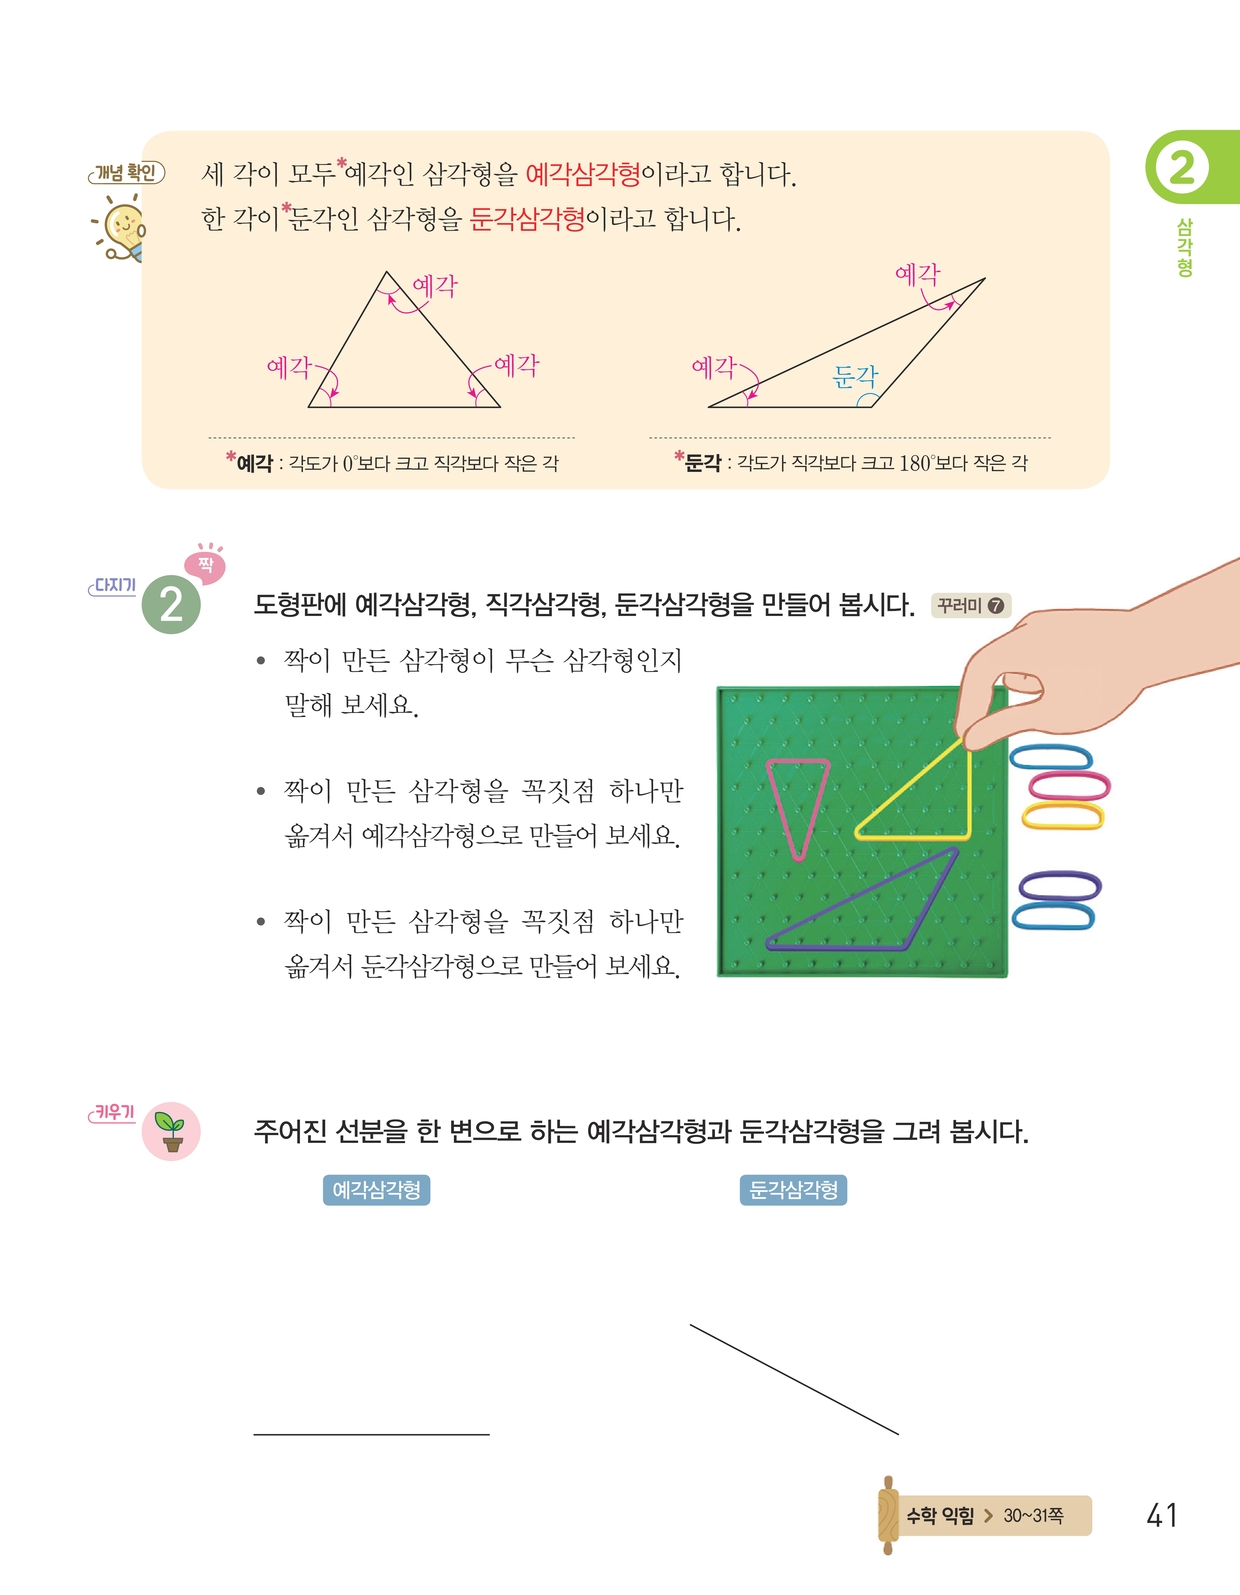 개념 확인
세 각이 모두 *예각인 삼각형을 예각삼각형이라고 합니다.
한 각이 *둔각인 삼각형을 둔각삼각형이라고 합니다.
예각
예각
예각
예각
예각
둔각
*예각 : 각도가 0°보다 크고 직각보다 작은 각
*둔각 : 각도가 직각보다 크고 180°보다 작은 각
2
삼각형
다지기
2
짝
도형판에 예각삼각형, 직각삼각형, 둔각삼각형을 만들어 봅시다. 꾸러미 7
• 짝이 만든 삼각형이 무슨 삼각형인지
말해 보세요.
• 짝이 만든 삼각형을 꼭짓점 하나만
옮겨서 예각삼각형으로 만들어 보세요.
• 짝이 만든 삼각형을 꼭짓점 하나만
옮겨서 둔각삼각형으로 만들어 보세요.
키우기
주어진 선분을 한 변으로 하는 예각삼각형과 둔각삼각형을 그려 봅시다.
예각삼각형
둔각삼각형
수학 익힘 > 30~31쪽
41